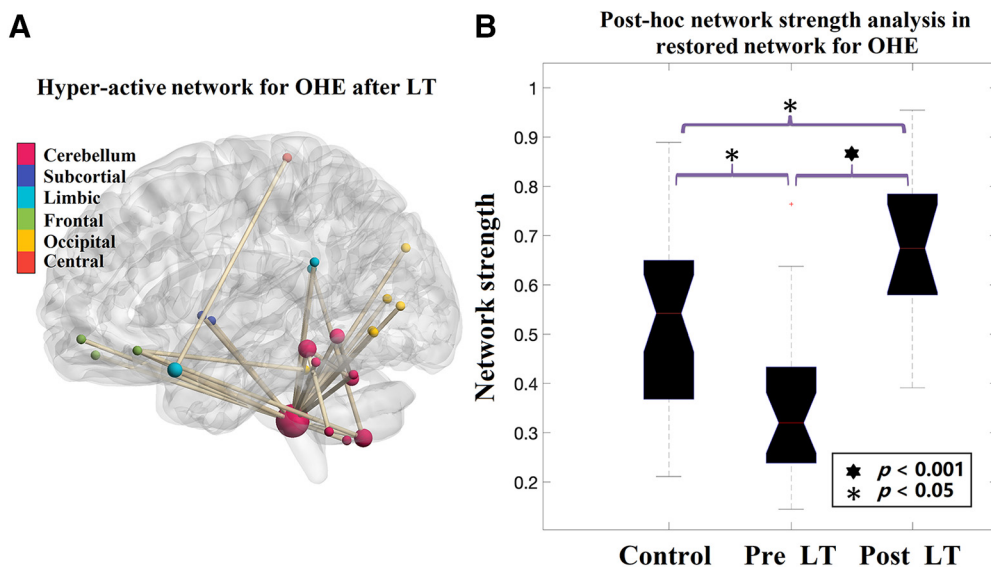 A
Hyper-active network for OHE after LT
Cerebellum
Subcortial
Limbic
Frontal
Occipital
Central
B
Post-hoc network strength analysis in
restored network for OHE
Network strength
1
0.9
0.8
0.7
0.6
0.5
0.4
0.3
0.2
*
*
✶
✶ p < 0.001
* p < 0.05
Control Pre LT Post LT